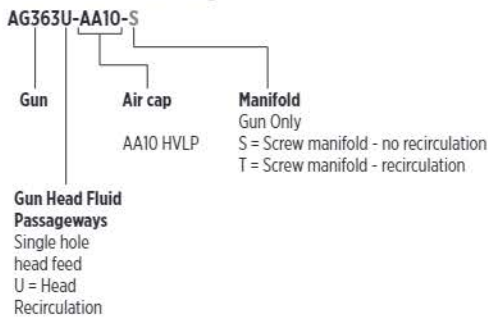 AG363U-AA10-S
Gun
Air cap
AA10 HVLP
Manifold
Gun Only
S = Screw manifold - no recirculation
T = Screw manifold - recirculation
Gun Head Fluid
Passageways
Single hole
head feed
U = Head
Recirculation